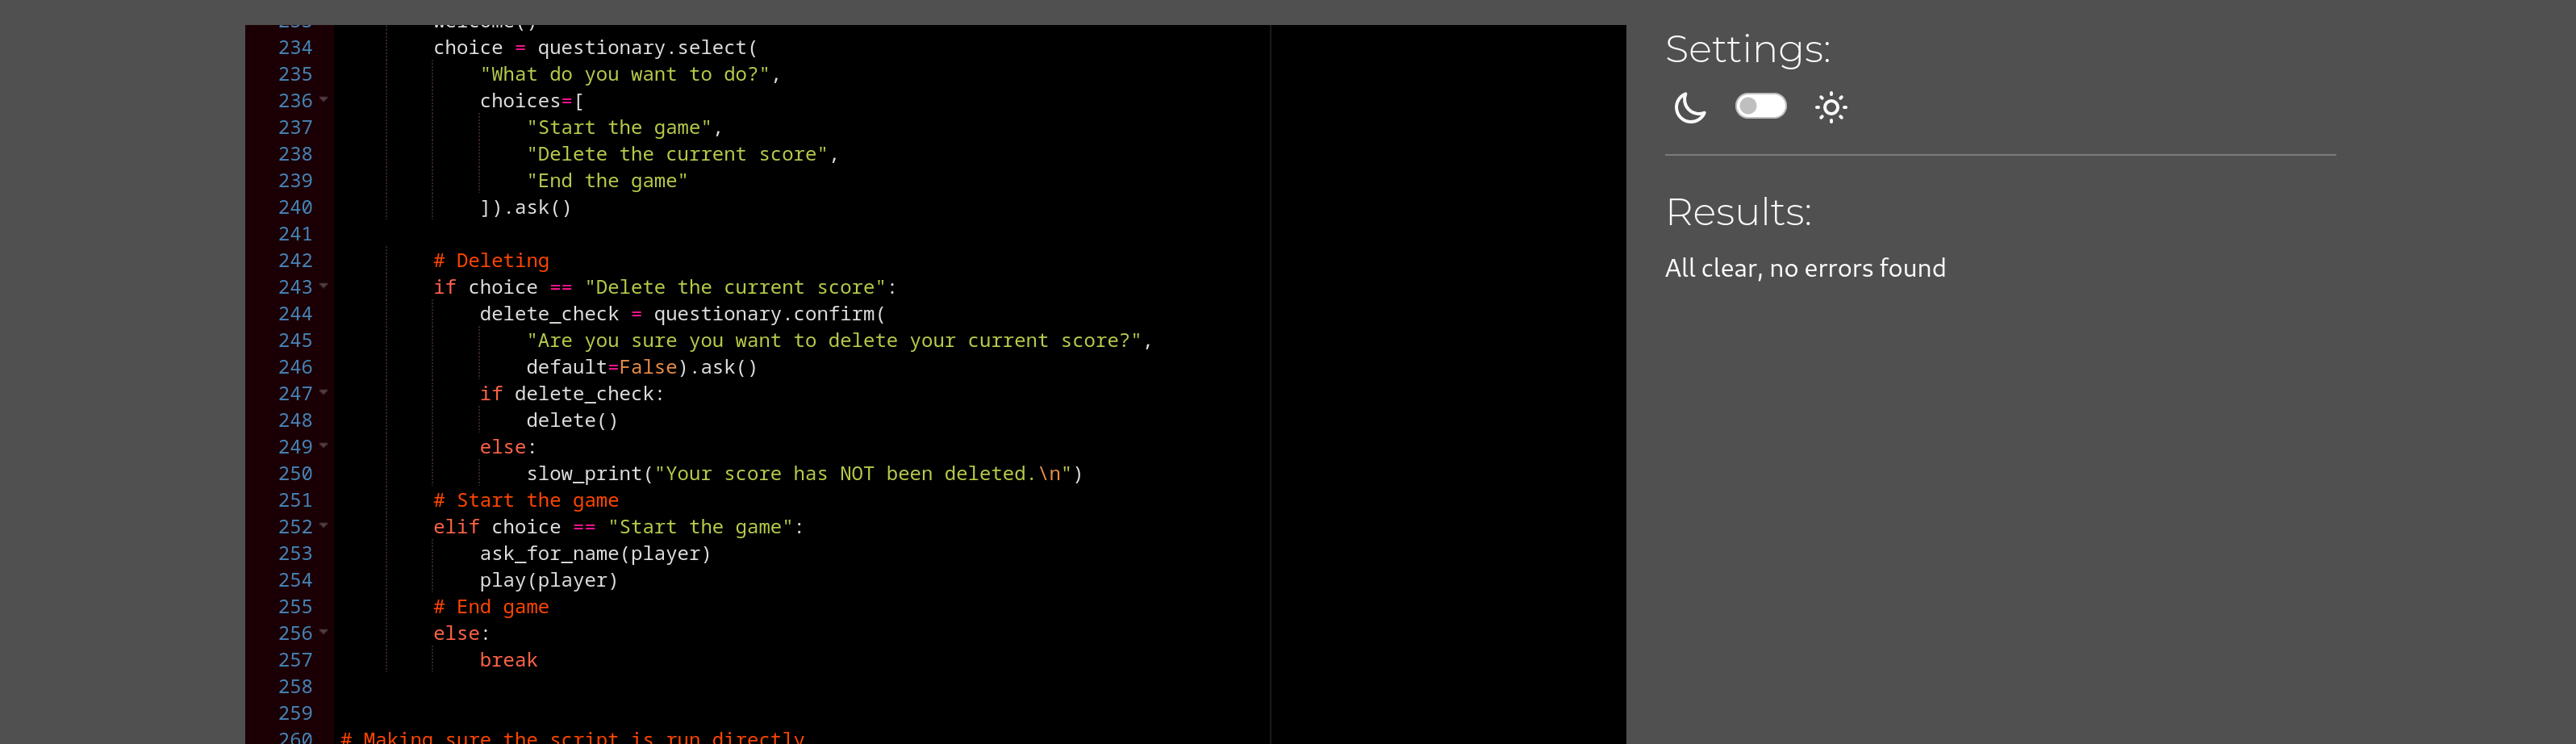 233 welcome()
234 choice = questionary.select(
235 "What do you want to do?",
236 choices=[
237 "Start the game",
238 "Delete the current score",
239 "End the game"
240 ]).ask()
241
242 # Deleting
243 if choice == "Delete the current score":
244 delete_check = questionary.confirm(
245 "Are you sure you want to delete your current score?",
246 default=False).ask()
247 if delete_check:
248 delete()
249 else:
250 slow_print("Your score has NOT been deleted.\n")
251 # Start the game
252 elif choice == "Start the game":
253 ask_for_name(player)
254 play(player)
255 # End game
256 else:
257 break
258
259
260 # Making sure the script is run directly
Settings:
Results:
All clear, no errors found